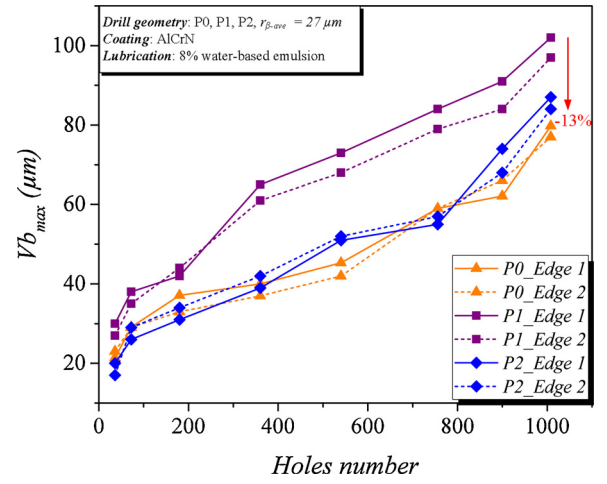 Drill geometry: P0, P1, P2, rβ-ave = 27 µm
Coating: AlCrN
Lubrication: 8% water-based emulsion
100
80
60
40
20
0
200
400
600
800
1000
Vbmax (µm)
Holes number
-13%
P0_Edge 1
P0_Edge 2
P1_Edge 1
P1_Edge 2
P2_Edge 1
P2_Edge 2